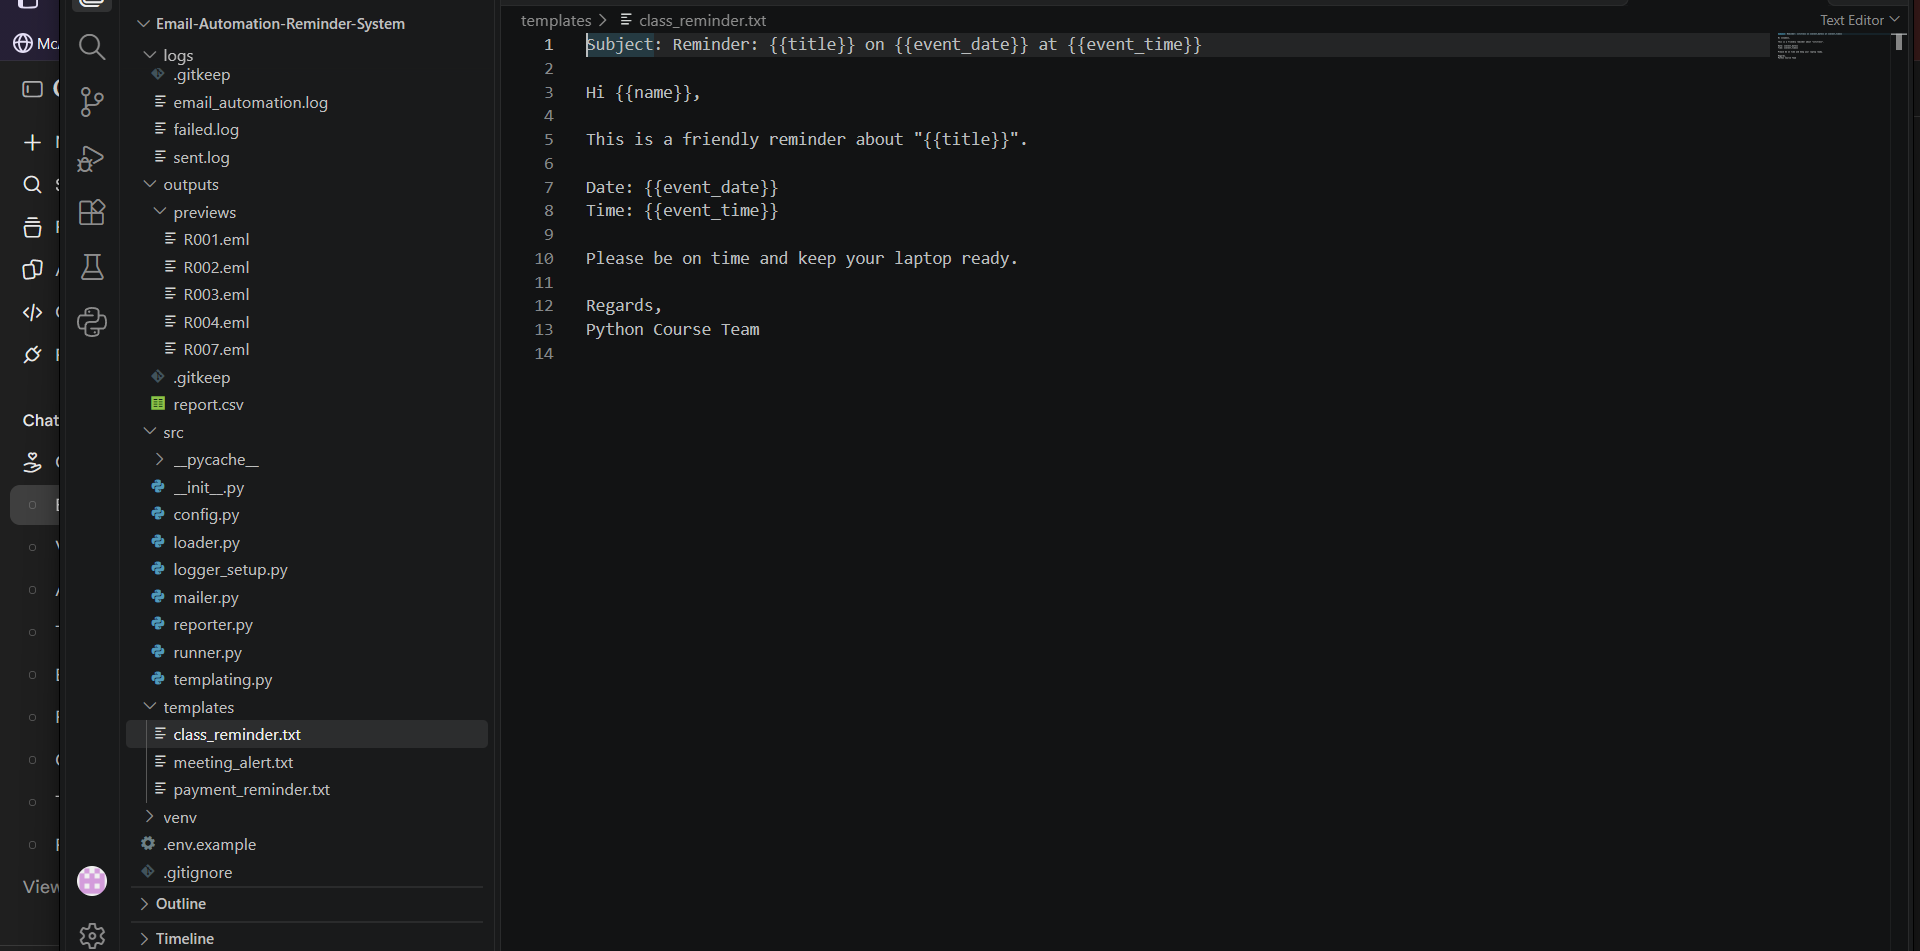 Mc
Chat
View
Email-Automation-Reminder-System
logs
.gitkeep
email_automation.log
failed.log
sent.log
outputs
previews
R001.eml
R002.eml
R003.eml
R004.eml
R007.eml
.gitkeep
report.csv
src
__pycache__
__init__.py
config.py
loader.py
logger_setup.py
mailer.py
reporter.py
runner.py
templating.py
templates
class_reminder.txt
meeting_alert.txt
payment_reminder.txt
venv
.env.example
.gitignore
Outline
Timeline
templates > class_reminder.txt
Text Editor
1 Subject: Reminder: {{title}} on {{event_date}} at {{event_time}}
2
3 Hi {{name}},
4
5 This is a friendly reminder about "{{title}}".
6
7 Date: {{event_date}}
8 Time: {{event_time}}
9
10 Please be on time and keep your laptop ready.
11
12 Regards,
13 Python Course Team
14